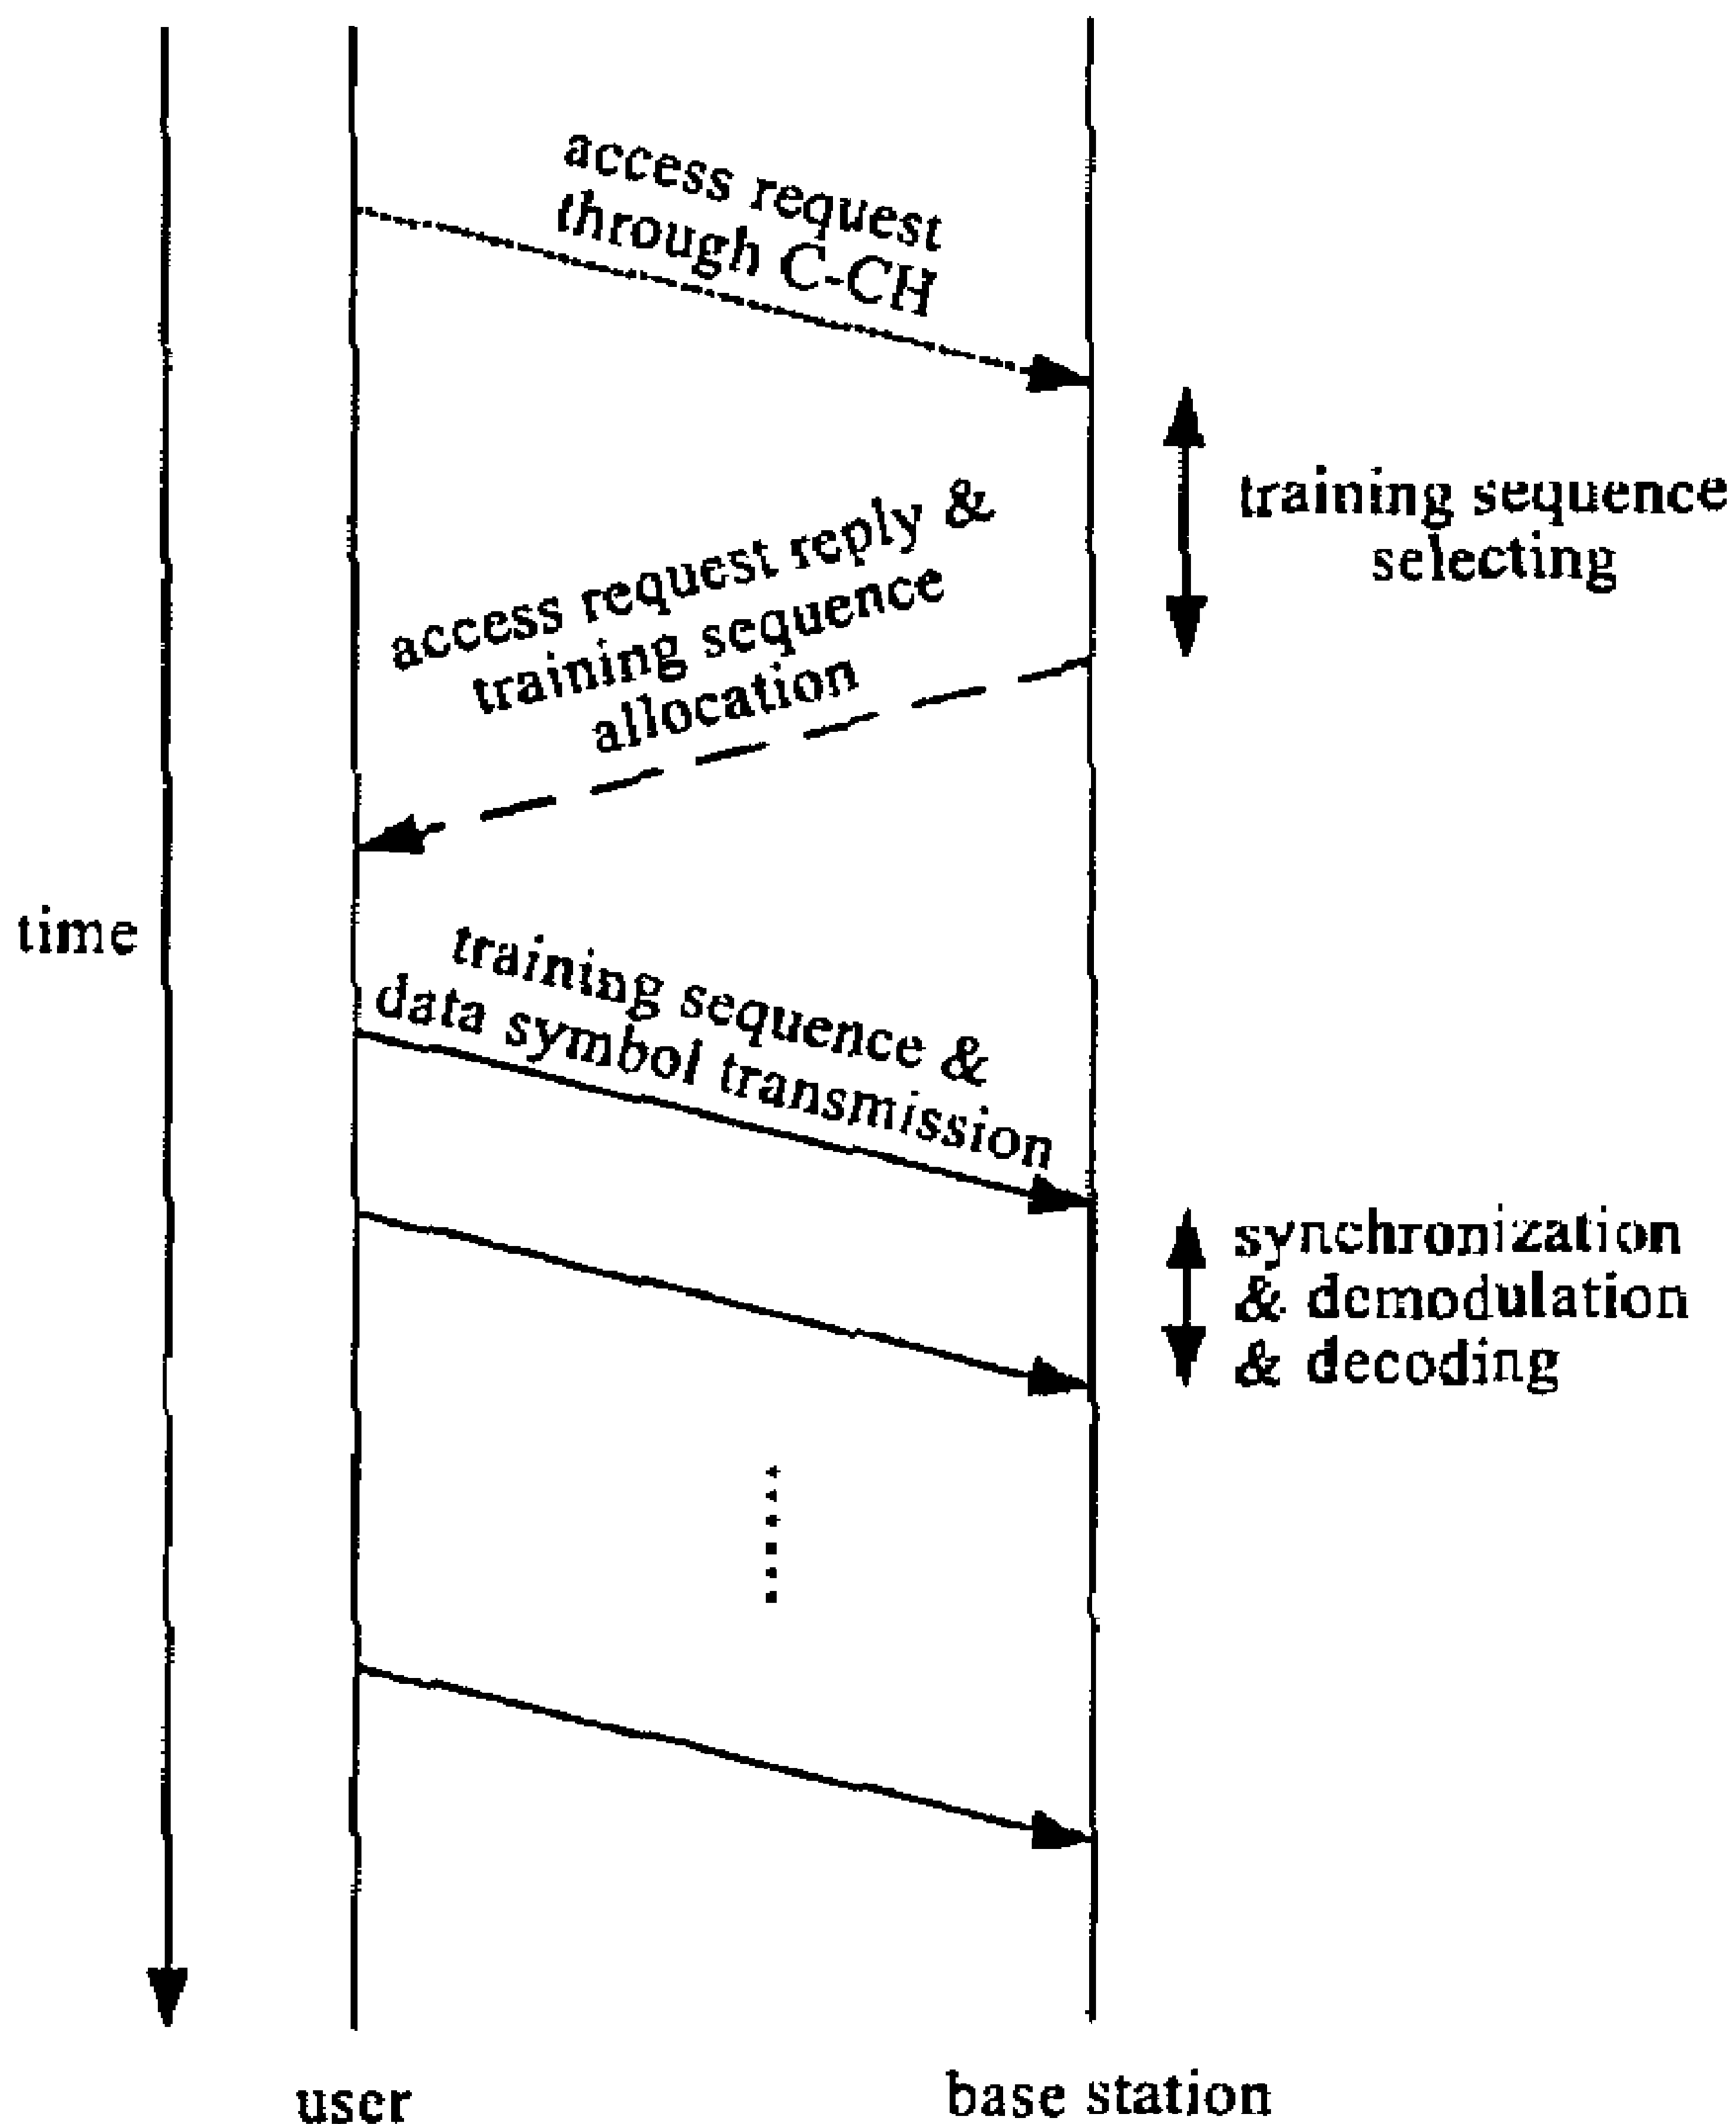 access request
through C-CH
training sequence
selecting
access request reply &
training sequence
allocation
time
training sequence &
data symbol transmission
synchronization
& demodulation
& decoding
user
base station